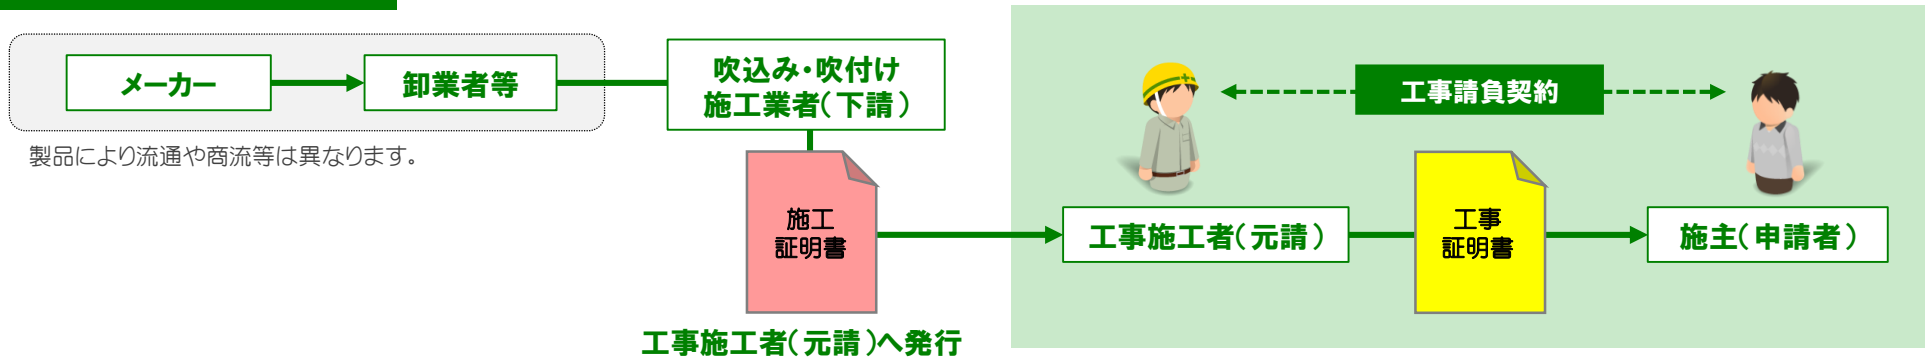 メーカー
卸業者等
製品により流通や商流等は異なります。
吹込み・吹付け
施工業者(下請)
施工
証明書
工事施工者(元請)へ発行
工事請負契約
工事施工者(元請)
工事
証明書
施主(申請者)